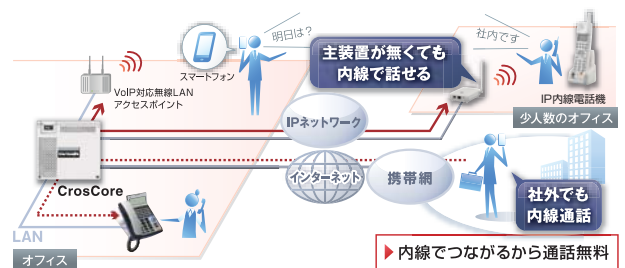 明日は？
社内です
スマートフォン
主装置が無くても
内線で話せる
VoIP対応無線LAN
アクセスポイント
IP内線電話機
少人数のオフィス
IPネットワーク
CrosCore
インターネット
携帯網
社外でも
内線通話
LAN
オフィス
内線でつながるから通話無料